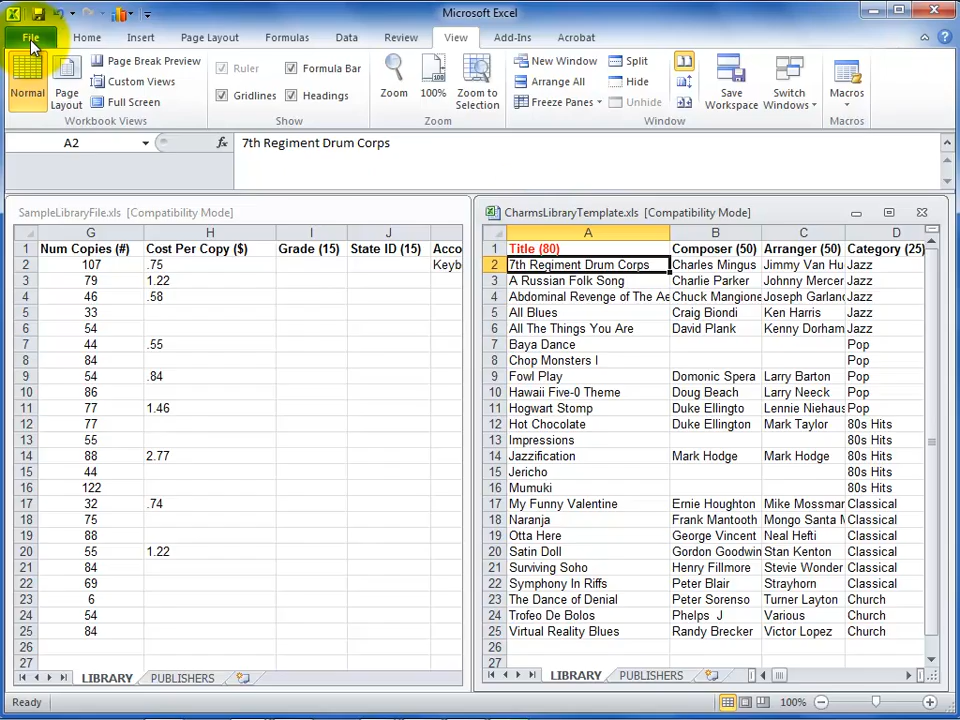 Microsoft Excel
File Home Insert Page Layout Formulas Data Review View Add-Ins Acrobat
Normal
Page Layout
Page Break Preview
Custom Views
Full Screen
Workbook Views
Ruler
Formula Bar
Gridlines
Headings
Show
Zoom
100%
Zoom to Selection
Zoom
New Window
Arrange All
Freeze Panes
Split
Hide
Unhide
Save Workspace
Switch Windows
Window
Macros
Macros
A2 fx 7th Regiment Drum Corps
SampleLibraryFile.xls [Compatibility Mode]
G H I J
1 Num Copies (#) Cost Per Copy ($) Grade (15) State ID (15) Acco
2 107 .75 Keyb
3 79 1.22
4 46 .58
5 33
6 54
7 44 .55
8 84
9 54 .84
10 86
11 77 1.46
12 77
13 55
14 88 2.77
15 44
16 122
17 32 .74
18 75
19 88
20 55 1.22
21 84
22 69
23 6
24 54
25 84
26
27
LIBRARY PUBLISHERS
CharmsLibraryTemplate.xls [Compatibility Mode]
A B C D
1 Title (80) Composer (50) Arranger (50) Category (25)
2 7th Regiment Drum Corps Charles Mingus Jimmy Van Hu Jazz
3 A Russian Folk Song Charlie Parker Johnny Mercer Jazz
4 Abdominal Revenge of The Ae Chuck Mangione Joseph Garland Jazz
5 All Blues Craig Biondi Ken Harris Jazz
6 All The Things You Are David Plank Kenny Dorham Jazz
7 Baya Dance Pop
8 Chop Monsters I Pop
9 Fowl Play Domonic Spera Larry Barton Pop
10 Hawaii Five-0 Theme Doug Beach Larry Neeck Pop
11 Hogwart Stomp Duke Ellingto Lennie Niehaus Pop
12 Hot Chocolate Duke Ellington Mark Taylor 80s Hits
13 Impressions 80s Hits
14 Jazzification Mark Hodge Mark Hodge 80s Hits
15 Jericho 80s Hits
16 Mumuki 80s Hits
17 My Funny Valentine Ernie Houghton Mike Mossman Classical
18 Naranja Frank Mantooth Mongo Santa M Classical
19 Otta Here George Vincent Neal Hefti Classical
20 Satin Doll Gordon Goodwin Stan Kenton Classical
21 Surviving Soho Henry Fillmore Stevie Wonder Classical
22 Symphony In Riffs Peter Blair Strayhorn Classical
23 The Dance of Denial Peter Sorenso Turner Layton Church
24 Trofeo De Bolos Phelps J Various Church
25 Virtual Reality Blues Randy Brecker Victor Lopez Church
26
27
LIBRARY PUBLISHERS
Ready 100%